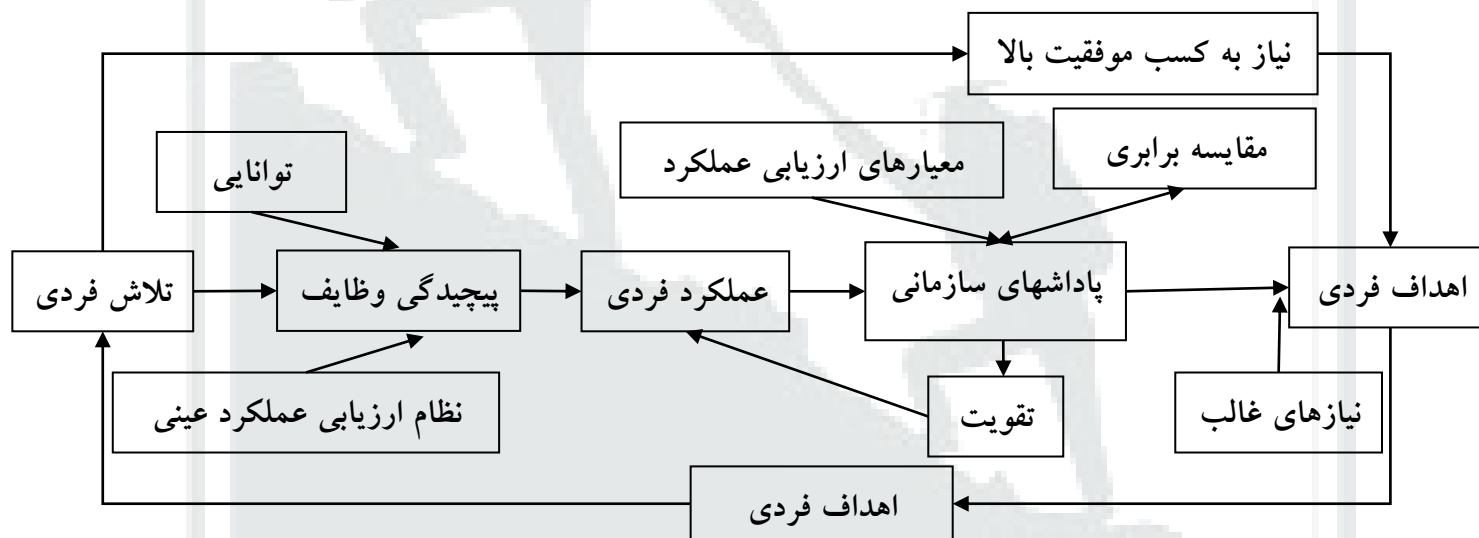 نیاز به کسب موفقیت بالا
مقایسه برابری
معیارهای ارزیابی عملکرد
توانایی
اهداف فردی
پاداشهای سازمانی
عملکرد فردی
پیچیدگی وظایف
تلاش فردی
نیازهای غالب
تقویت
نظام ارزیابی عملکرد عینی
اهداف فردی